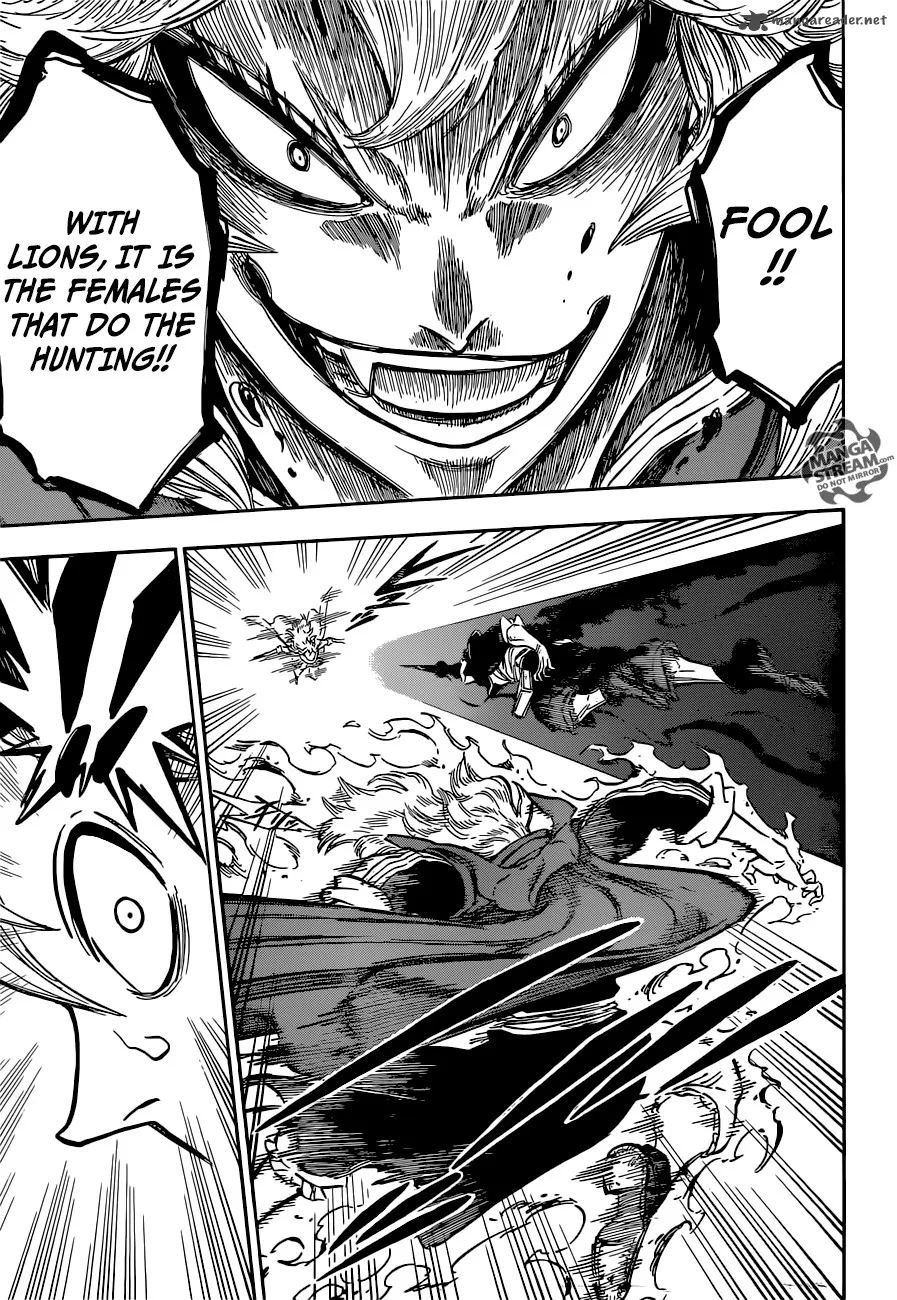 mangareader.net
FOOL
!!
WITH
LIONS, IT IS
THE FEMALES
THAT DO THE
HUNTING!!
MANGA
STREAM.com
DO NOT MIRROR